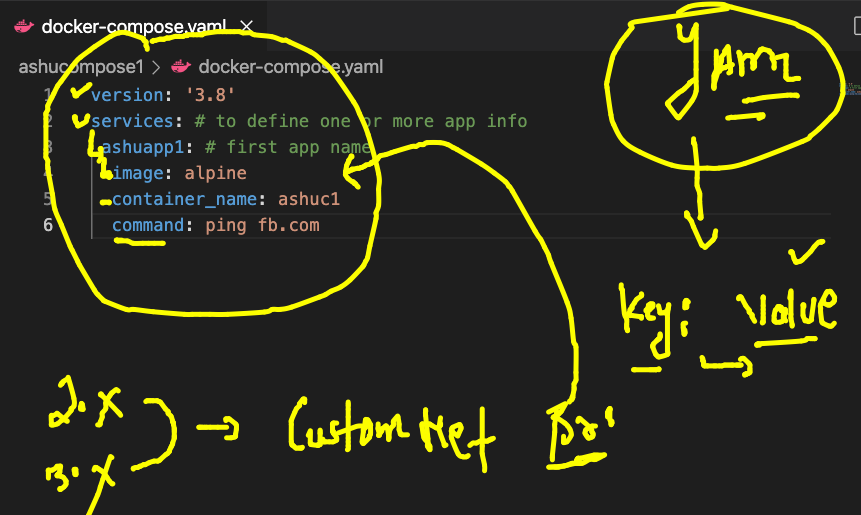 docker-compose.yaml
ashucompose1 > docker-compose.yaml
1 version: '3.8'
2 services: # to define one or more app info
3 ashuapp1: # first app name
4 image: alpine
5 container_name: ashuc1
6 command: ping fb.com
Key: Value
2.X
3.X
Custom Net Br